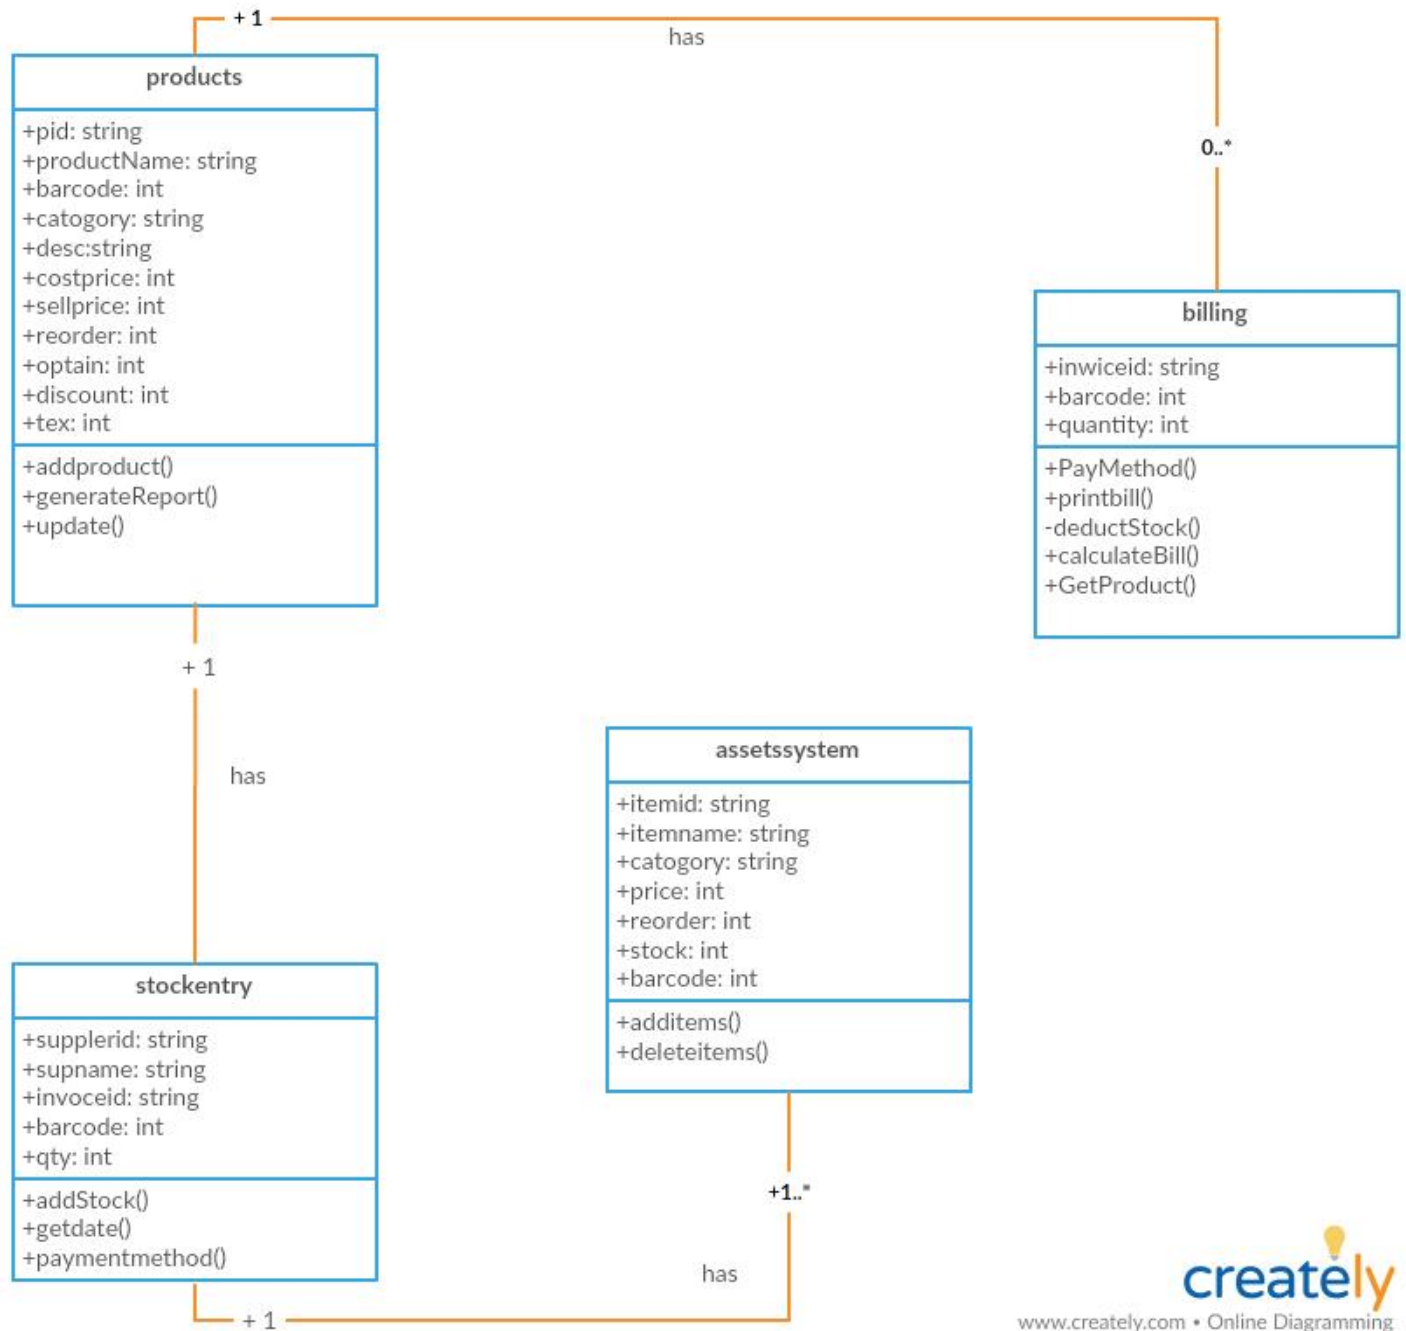 + 1
has
products
+pid: string
+productName: string
+barcode: int
+catogory: string
+desc:string
+costprice: int
+sellprice: int
+reorder: int
+optain: int
+discount: int
+tex: int
+addproduct()
+generateReport()
+update()
0..*
billing
+inwiceid: string
+barcode: int
+quantity: int
+PayMethod()
+printbill()
-deductStock()
+calculateBill()
+GetProduct()
+ 1
has
assetssystem
+itemid: string
+itemname: string
+catogory: string
+price: int
+reorder: int
+stock: int
+barcode: int
+additems()
+deleteitems()
stockentry
+supplerid: string
+supname: string
+invoceid: string
+barcode: int
+qty: int
+addStock()
+getdate()
+paymentmethod()
+1..*
has
+ 1
creately
www.creately.com • Online Diagramming